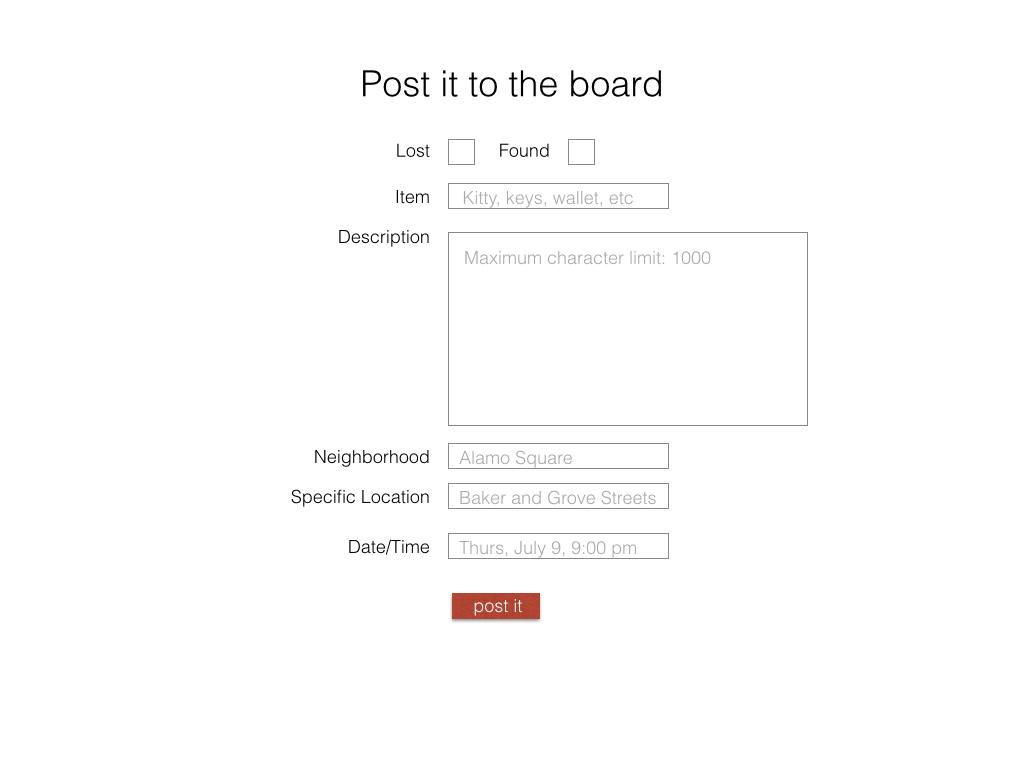 Post it to the board
Lost Found
Item Kitty, keys, wallet, etc
Description Maximum character limit: 1000
Neighborhood Alamo Square
Specific Location Baker and Grove Streets
Date/Time Thurs, July 9, 9:00 pm
post it